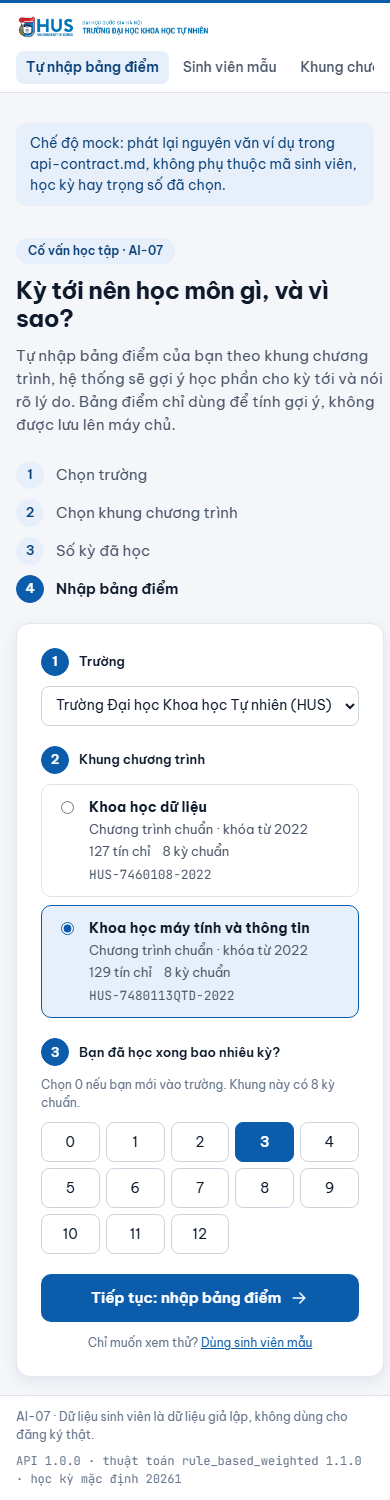 HUS
ĐẠI HỌC QUỐC GIA HÀ NỘI
TRƯỜNG ĐẠI HỌC KHOA HỌC TỰ NHIÊN
Tự nhập bảng điểm
Sinh viên mẫu
Khung chươ
Chế độ mock: phát lại nguyên văn ví dụ trong
api-contract.md, không phụ thuộc mã sinh viên,
học kỳ hay trọng số đã chọn.
Cố vấn học tập · AI-07
Kỳ tới nên học môn gì, và vì
sao?
Tự nhập bảng điểm của bạn theo khung chương
trình, hệ thống sẽ gợi ý học phần cho kỳ tới và nói
rõ lý do. Bảng điểm chỉ dùng để tính gợi ý, không
được lưu lên máy chủ.
1 Chọn trường
2 Chọn khung chương trình
3 Số kỳ đã học
4 Nhập bảng điểm
1 Trường
Trường Đại học Khoa học Tự nhiên (HUS)
2 Khung chương trình
Khoa học dữ liệu
Chương trình chuẩn · khóa từ 2022
127 tín chỉ 8 kỳ chuẩn
HUS-7460108-2022
Khoa học máy tính và thông tin
Chương trình chuẩn · khóa từ 2022
129 tín chỉ 8 kỳ chuẩn
HUS-7480113QTD-2022
3 Bạn đã học xong bao nhiêu kỳ?
Chọn 0 nếu bạn mới vào trường. Khung này có 8 kỳ
chuẩn.
0 1 2 3 4
5 6 7 8 9
10 11 12
Tiếp tục: nhập bảng điểm →
Chỉ muốn xem thử? Dùng sinh viên mẫu
AI-07 · Dữ liệu sinh viên là dữ liệu giả lập, không dùng cho
đăng ký thật.
API 1.0.0 · thuật toán rule_based_weighted 1.1.0
· học kỳ mặc định 20261